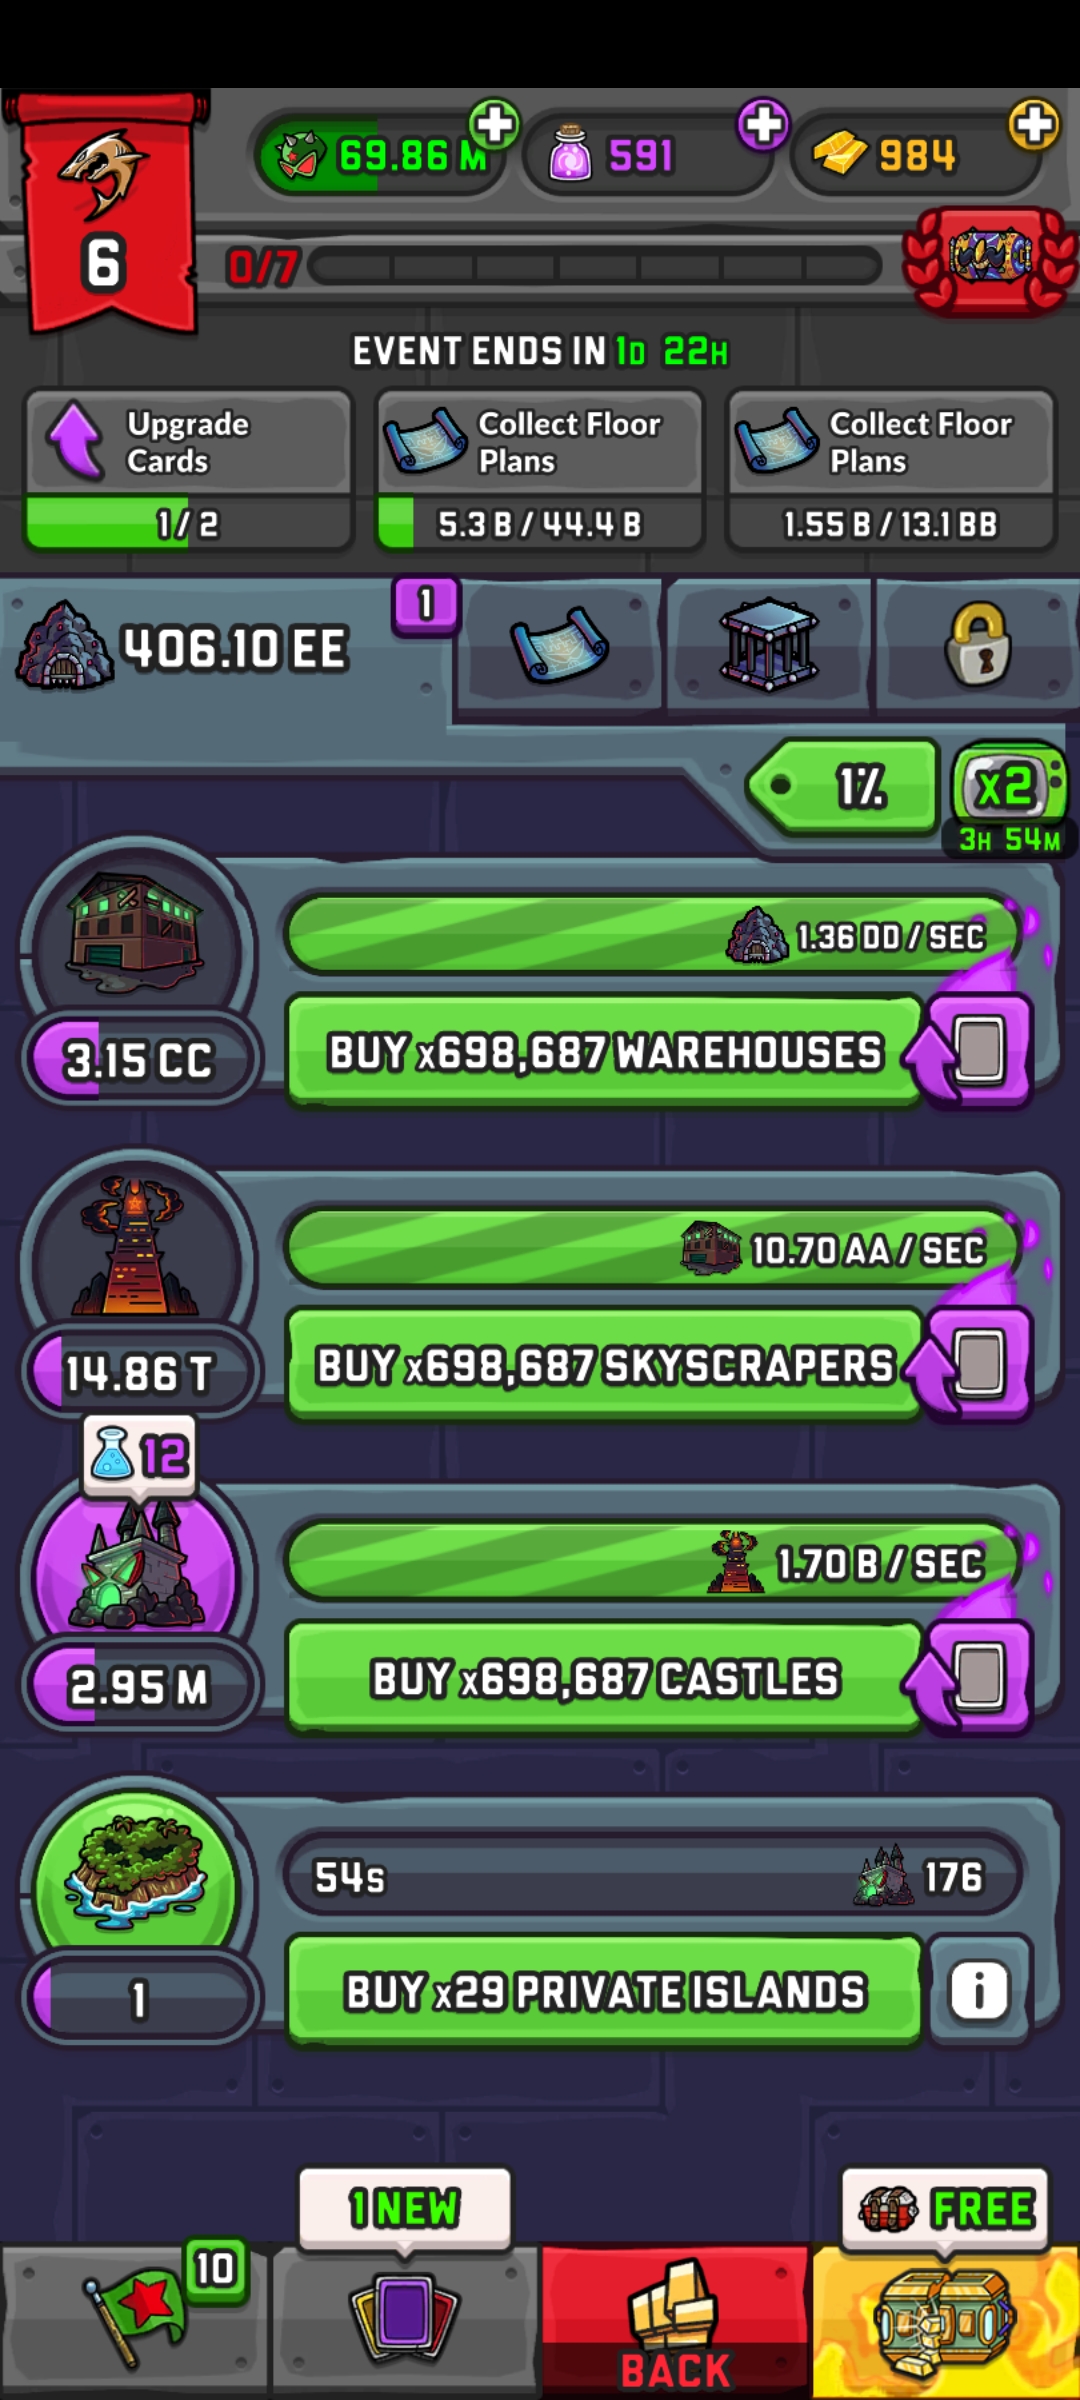 69.86 M
591
984
6
0/7
EVENT ENDS IN 1D 22H
Upgrade Cards
1 / 2
Collect Floor Plans
5.3 B / 44.4 B
Collect Floor Plans
1.55 B / 13.1 BB
406.10 EE
1
1%
x2
3H 54M
1.36 DD / SEC
3.15 CC
BUY x698,687 WAREHOUSES
10.70 AA / SEC
14.86 T
BUY x698,687 SKYSCRAPERS
12
1.70 B / SEC
2.95 M
BUY x698,687 CASTLES
54s
176
1
BUY x29 PRIVATE ISLANDS
i
1 NEW
FREE
10
BACK